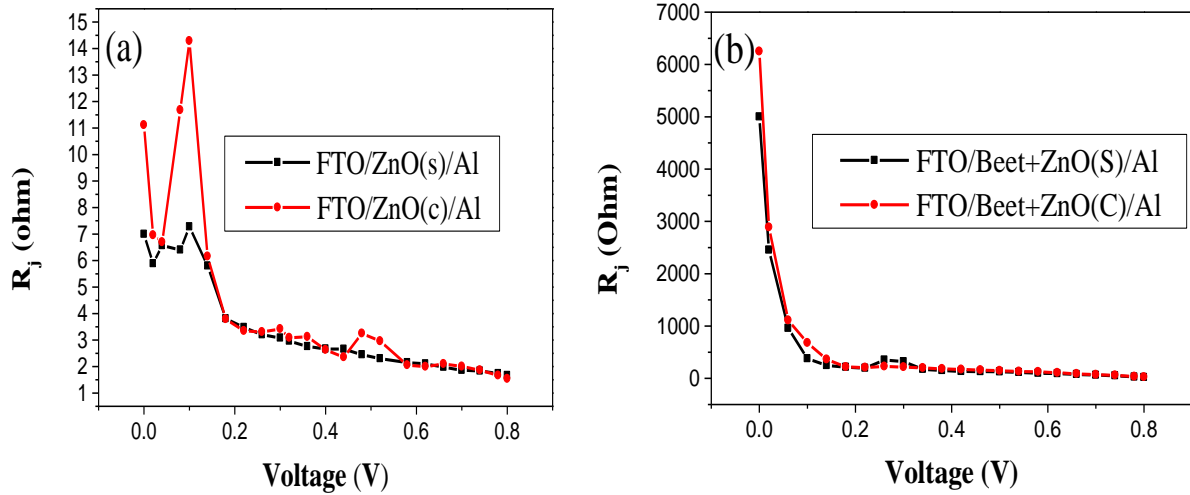 (a)
15
14
13
12
11
10
9
8
7
6
5
4
3
2
1
R_j (ohm)
FTO/ZnO(s)/Al
FTO/ZnO(c)/Al
0.0 0.2 0.4 0.6 0.8
Voltage (V)
(b)
7000
6000
5000
4000
3000
2000
1000
0
R_j (Ohm)
FTO/Beet+ZnO(S)/Al
FTO/Beet+ZnO(C)/Al
0.0 0.2 0.4 0.6 0.8
Voltage (V)